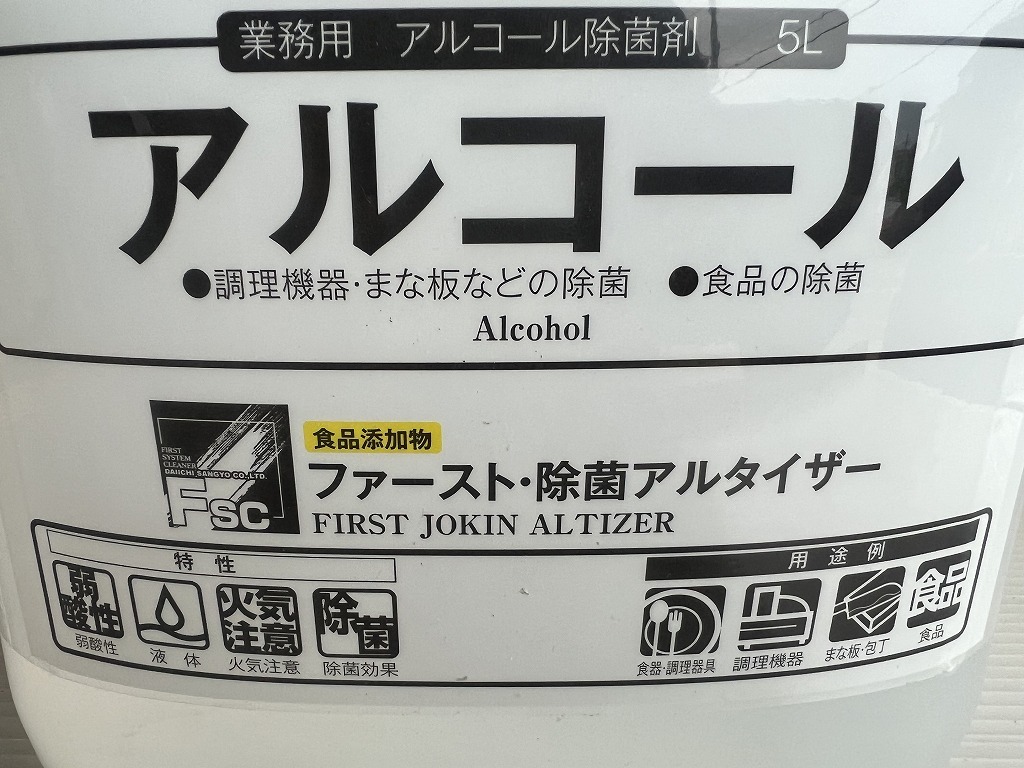 業務用 アルコール除菌剤 5L
アルコール
●調理機器・まな板などの除菌 ●食品の除菌
Alcohol
FIRST
SYSTEM
CLEANER
DAIICHI SANGYO CO.,LTD.
FSC
食品添加物
ファースト・除菌アルタイザー
FIRST JOKIN ALTIZER
特性
弱酸性
弱酸性
液体
火気注意
火気注意
除菌
除菌効果
用途例
食器・調理器具
調理機器
まな板・包丁
食品
食品